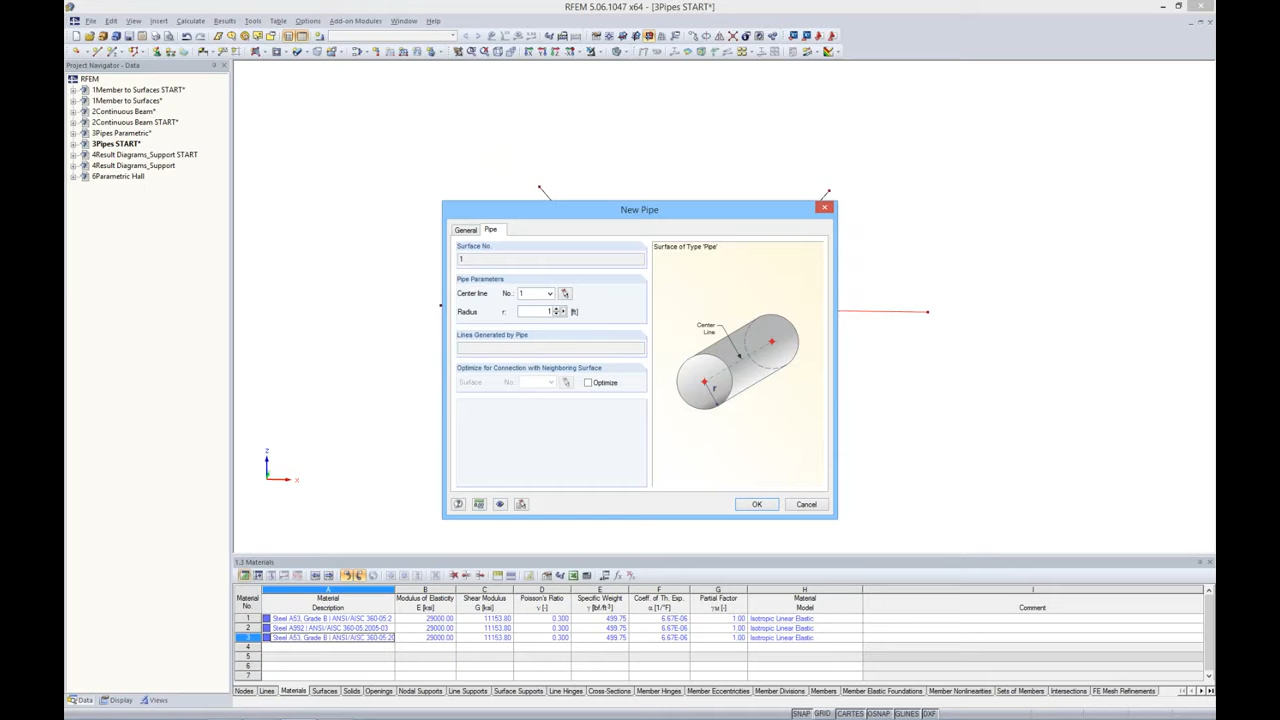 RFEM 5.06.1047 x64 - [3Pipes START*]
File Edit View Insert Calculate Results Tools Table Options Add-on Modules Window Help
Project Navigator - Data
RFEM
1Member to Surfaces START*
1Member to Surfaces*
2Continuous Beam*
2Continuous Beam START*
3Pipes Parametric*
3Pipes START*
4Result Diagrams_Support START
4Result Diagrams_Support
6Parametric Hall
New Pipe
General Pipe
Surface No.
1
Pipe Parameters
Center line No.: 1
Radius r: 1 [ft]
Lines Generated by Pipe
Optimize for Connection with Neighboring Surface
Surface No.: Optimize
Surface of Type 'Pipe'
Center
Line
r
OK Cancel
z
x
1.3 Materials
A B C D E F G H I
Material No. Material Description Modulus of Elasticity E [ksi] Shear Modulus G [ksi] Poisson's Ratio ν [-] Specific Weight γ [lbf/ft³] Coeff. of Th. Exp. α [1/°F] Partial Factor γM [-] Material Model Comment
1 Steel A53, Grade B | ANSI/AISC 360-05:2 29000.00 11153.80 0.300 499.75 6.67E-06 1.00 Isotropic Linear Elastic
2 Steel A992 | ANSI/AISC 360-05:2005-03 29000.00 11153.80 0.300 499.75 6.67E-06 1.00 Isotropic Linear Elastic
3 Steel A53, Grade B | ANSI/AISC 360-05:20 29000.00 11153.80 0.300 499.75 6.67E-06 1.00 Isotropic Linear Elastic
4
5
6
7
Data Display Views
Nodes Lines Materials Surfaces Solids Openings Nodal Supports Line Supports Surface Supports Line Hinges Cross-Sections Member Hinges Member Eccentricities Member Divisions Members Member Elastic Foundations Member Nonlinearities Sets of Members Intersections FE Mesh Refinements
SNAP GRID CARTES OSNAP GLINES DXF